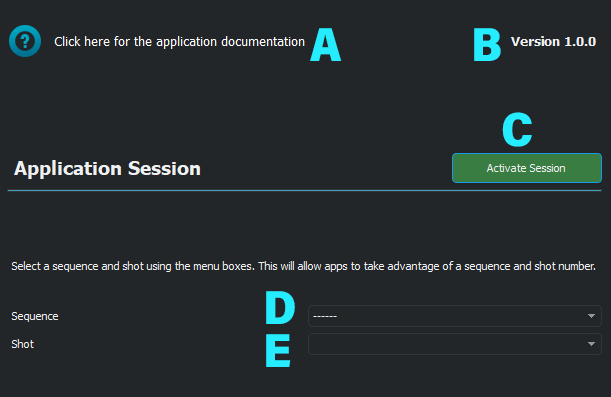 ?
Click here for the application documentation A B Version 1.0.0
C
Application Session Activate Session
Select a sequence and shot using the menu boxes. This will allow apps to take advantage of a sequence and shot number.
Sequence D ------
Shot E